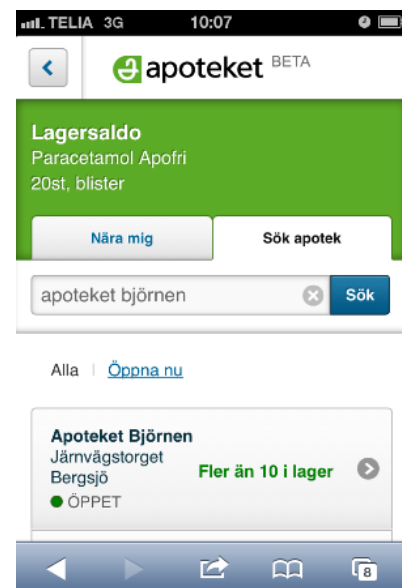 TELIA 3G 10:07
apoteket BETA
Lagersaldo
Paracetamol Apofri
20st, blister
Nära mig Sök apotek
apoteket björnen Sök
Alla Öppna nu
Apoteket Björnen
Järnvägstorget
Bergsjö
Fler än 10 i lager
ÖPPET
8